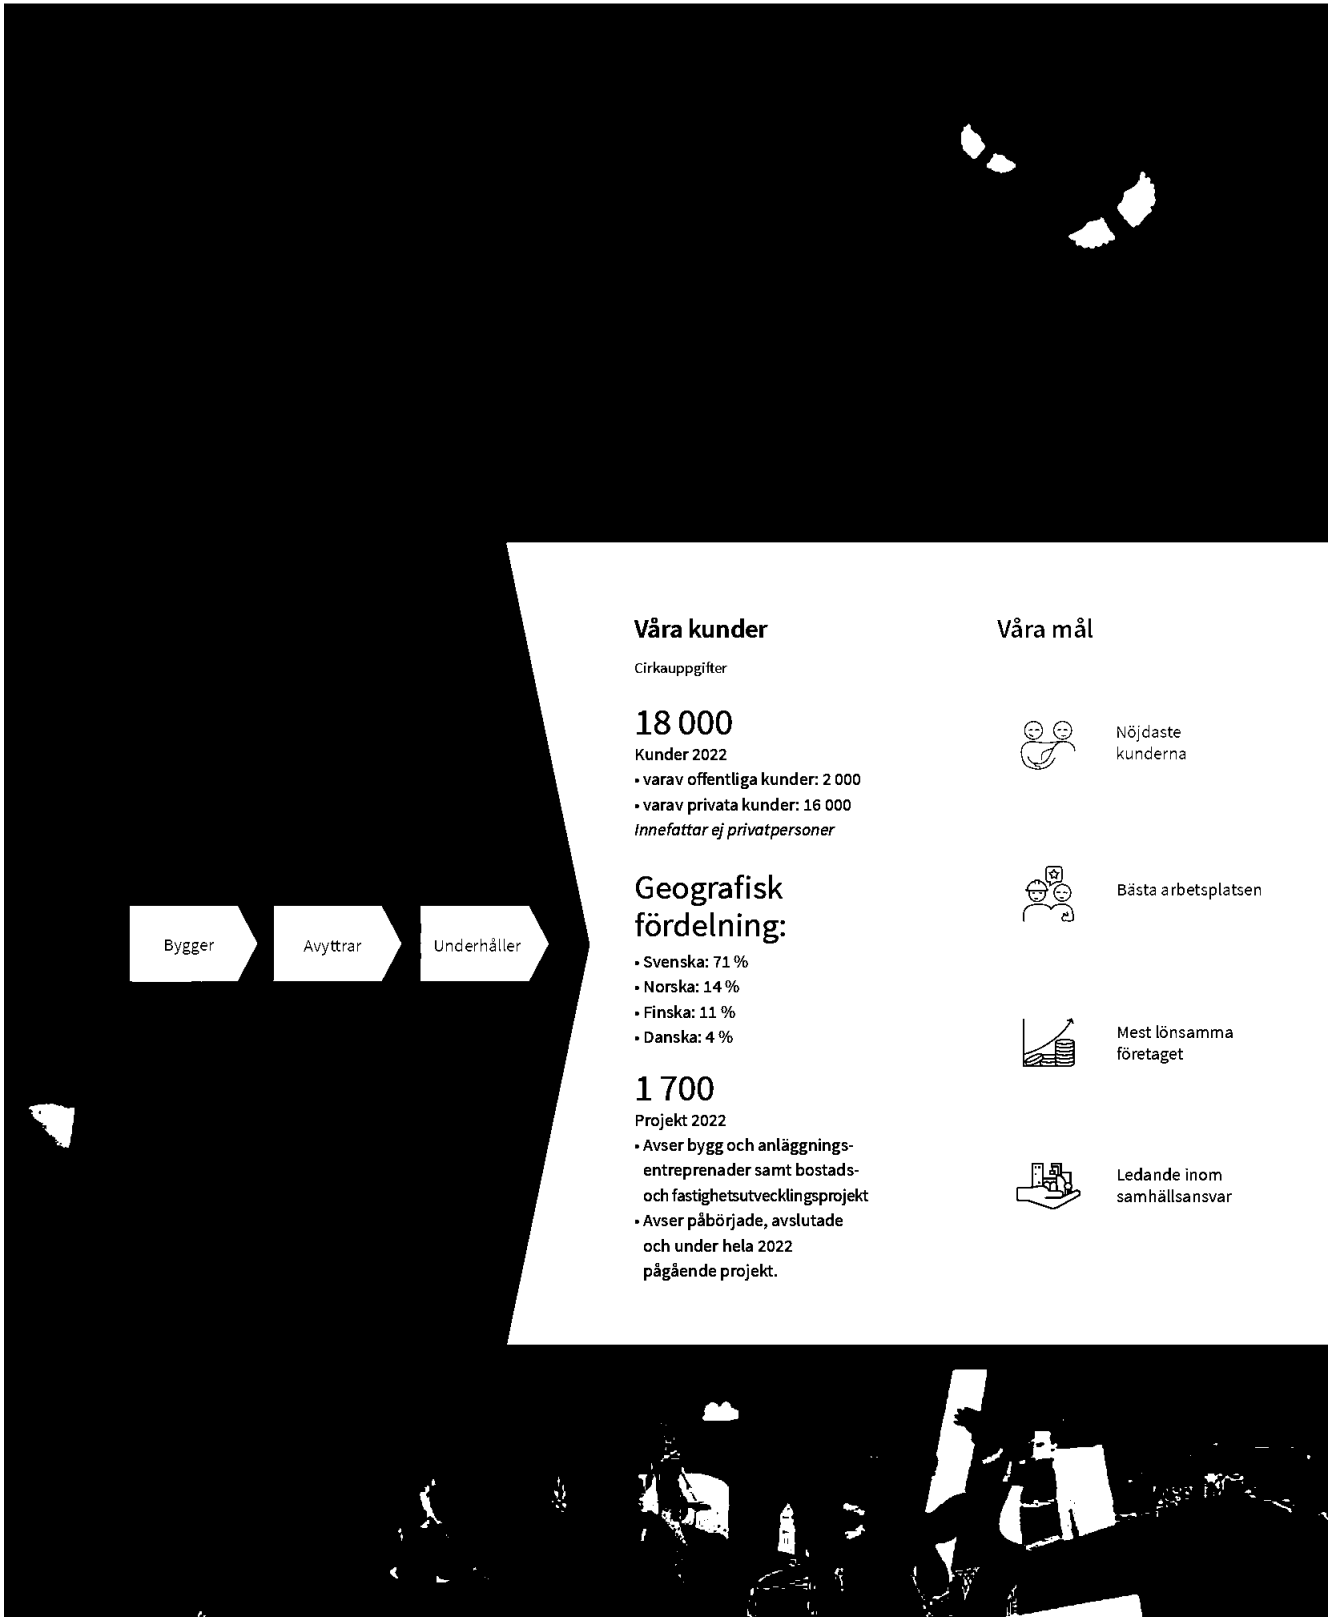 Bygger
Avyttrar
Underhåller
Våra kunder
Cirkauppgifter
18 000
Kunder 2022
• varav offentliga kunder: 2 000
• varav privata kunder: 16 000
Innefattar ej privatpersoner
Geografisk
fördelning:
• Svenska: 71 %
• Norska: 14 %
• Finska: 11 %
• Danska: 4 %
1 700
Projekt 2022
• Avser bygg och anläggnings-
entreprenader samt bostads-
och fastighetsutvecklingsprojekt
• Avser påbörjade, avslutade
och under hela 2022
pågående projekt.
Våra mål
Nöjdaste
kunderna
Bästa arbetsplatsen
Mest lönsamma
företaget
Ledande inom
samhällsansvar